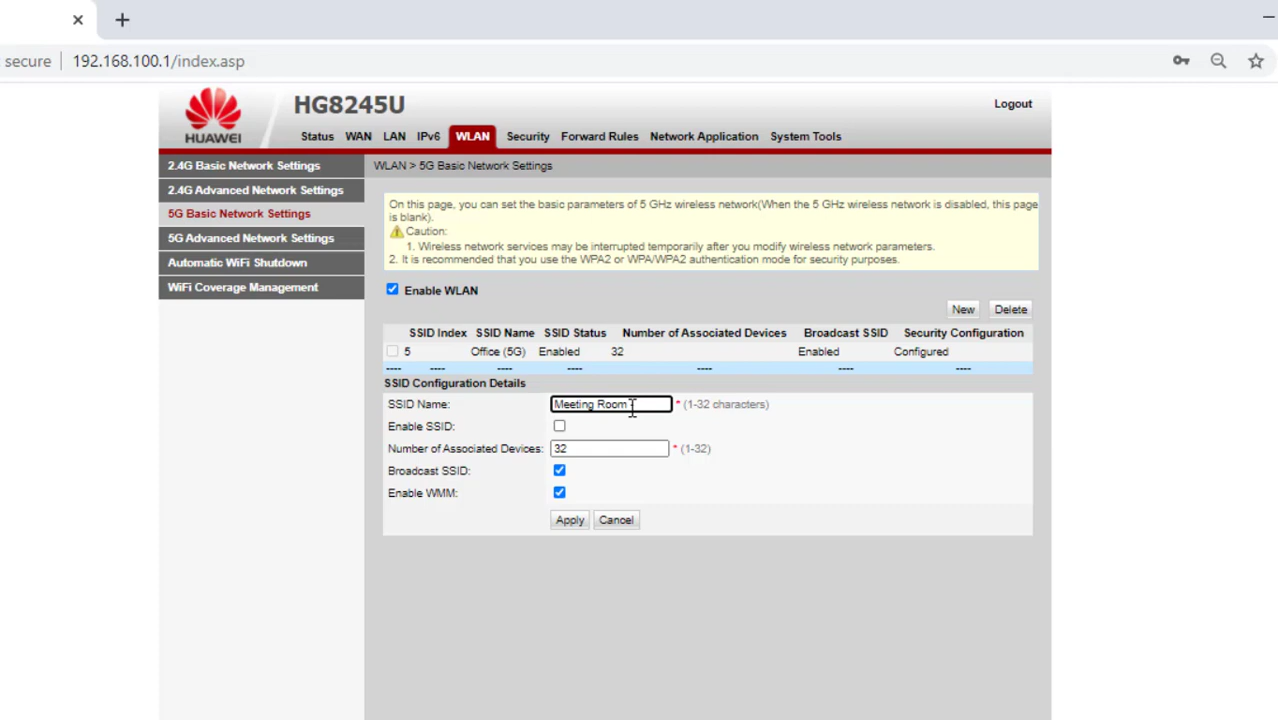 secure 192.168.100.1/index.asp
HUAWEI
HG8245U
Logout
Status WAN LAN IPv6 WLAN Security Forward Rules Network Application System Tools
2.4G Basic Network Settings
2.4G Advanced Network Settings
5G Basic Network Settings
5G Advanced Network Settings
Automatic WiFi Shutdown
WiFi Coverage Management
WLAN > 5G Basic Network Settings
On this page, you can set the basic parameters of 5 GHz wireless network(When the 5 GHz wireless network is disabled, this page
is blank).
Caution:
1. Wireless network services may be interrupted temporarily after you modify wireless network parameters.
2. It is recommended that you use the WPA2 or WPA/WPA2 authentication mode for security purposes.
Enable WLAN
New Delete
SSID Index SSID Name SSID Status Number of Associated Devices Broadcast SSID Security Configuration
5 Office (5G) Enabled 32 Enabled Configured
---- ---- ---- ---- ---- ---- ----
SSID Configuration Details
SSID Name: Meeting Room * (1-32 characters)
Enable SSID:
Number of Associated Devices: 32 * (1-32)
Broadcast SSID:
Enable WMM:
Apply Cancel